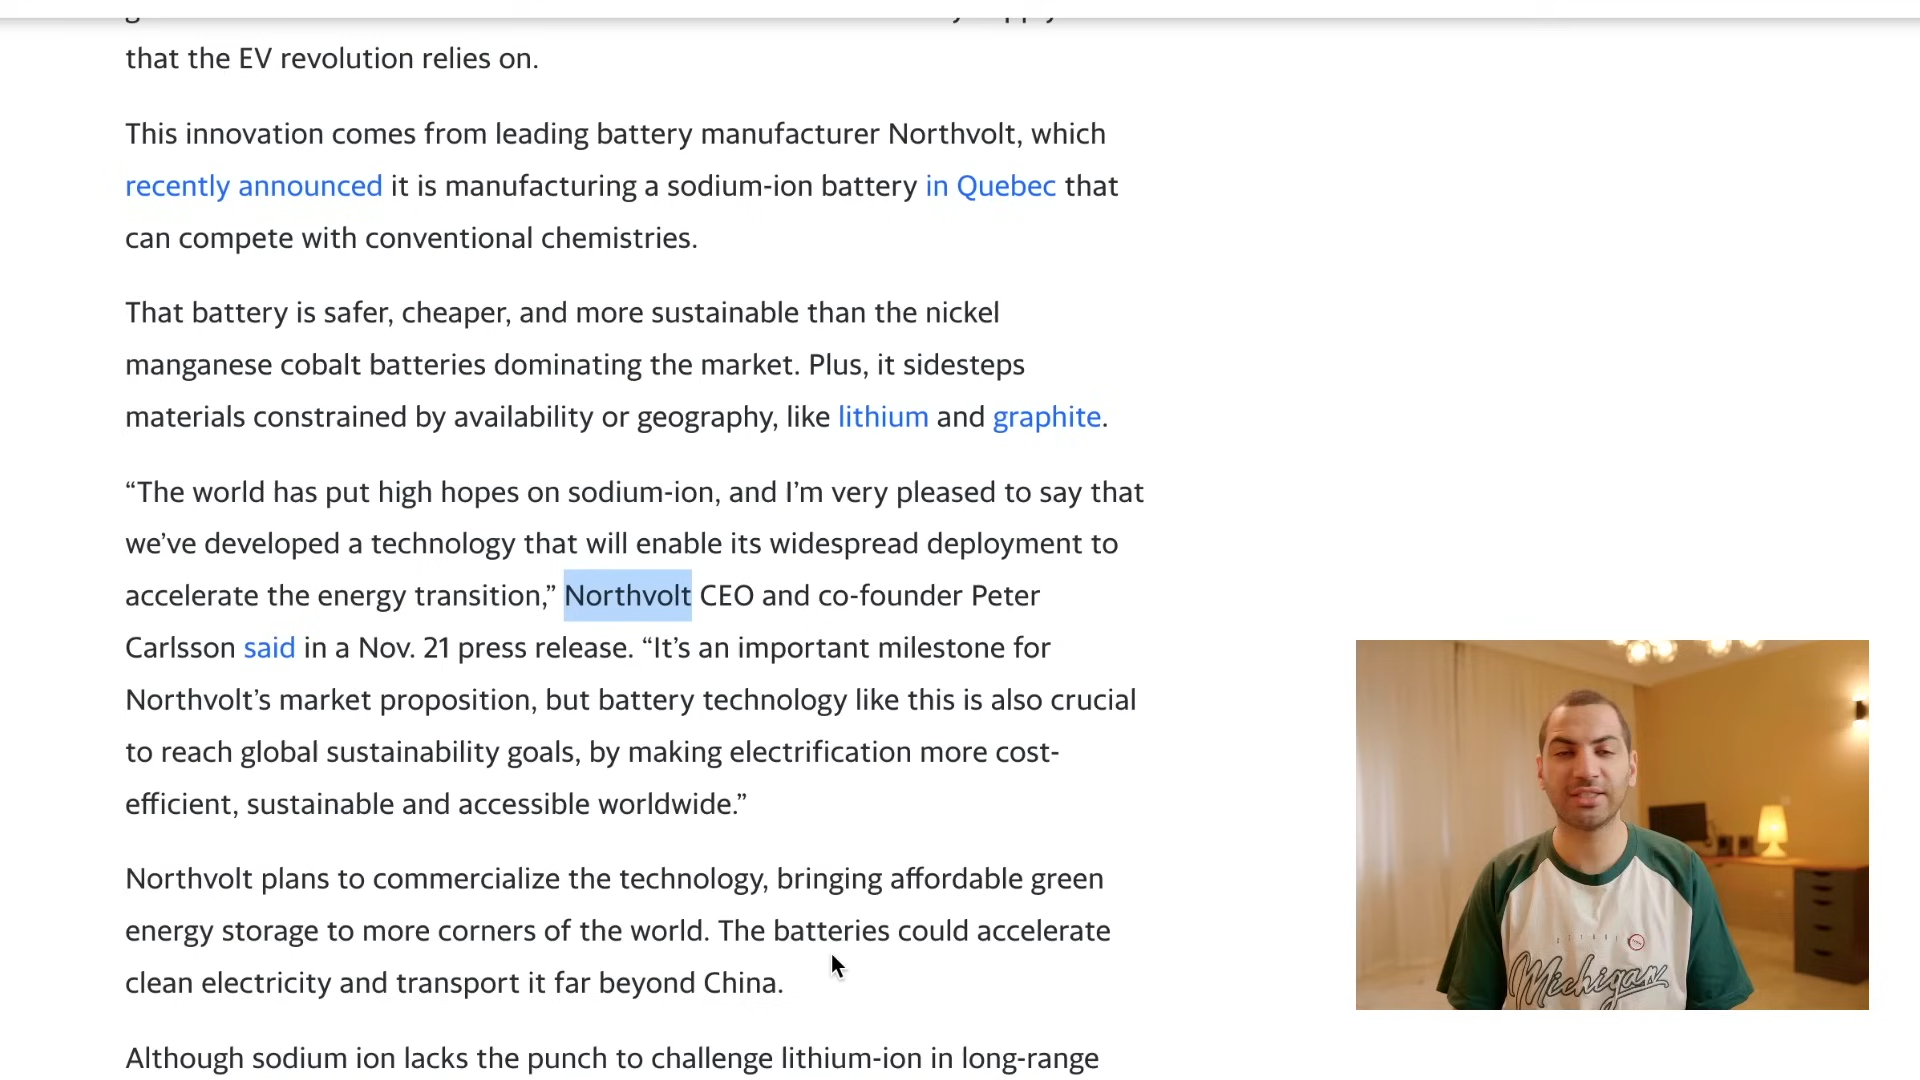 that the EV revolution relies on.
This innovation comes from leading battery manufacturer Northvolt, which
recently announced it is manufacturing a sodium-ion battery in Quebec that
can compete with conventional chemistries.
That battery is safer, cheaper, and more sustainable than the nickel
manganese cobalt batteries dominating the market. Plus, it sidesteps
materials constrained by availability or geography, like lithium and graphite.
“The world has put high hopes on sodium-ion, and I’m very pleased to say that
we’ve developed a technology that will enable its widespread deployment to
accelerate the energy transition,” Northvolt CEO and co-founder Peter
Carlsson said in a Nov. 21 press release. “It’s an important milestone for
Northvolt’s market proposition, but battery technology like this is also crucial
to reach global sustainability goals, by making electrification more cost-
efficient, sustainable and accessible worldwide.”
Northvolt plans to commercialize the technology, bringing affordable green
energy storage to more corners of the world. The batteries could accelerate
clean electricity and transport it far beyond China.
Although sodium ion lacks the punch to challenge lithium-ion in long-range
Michigan